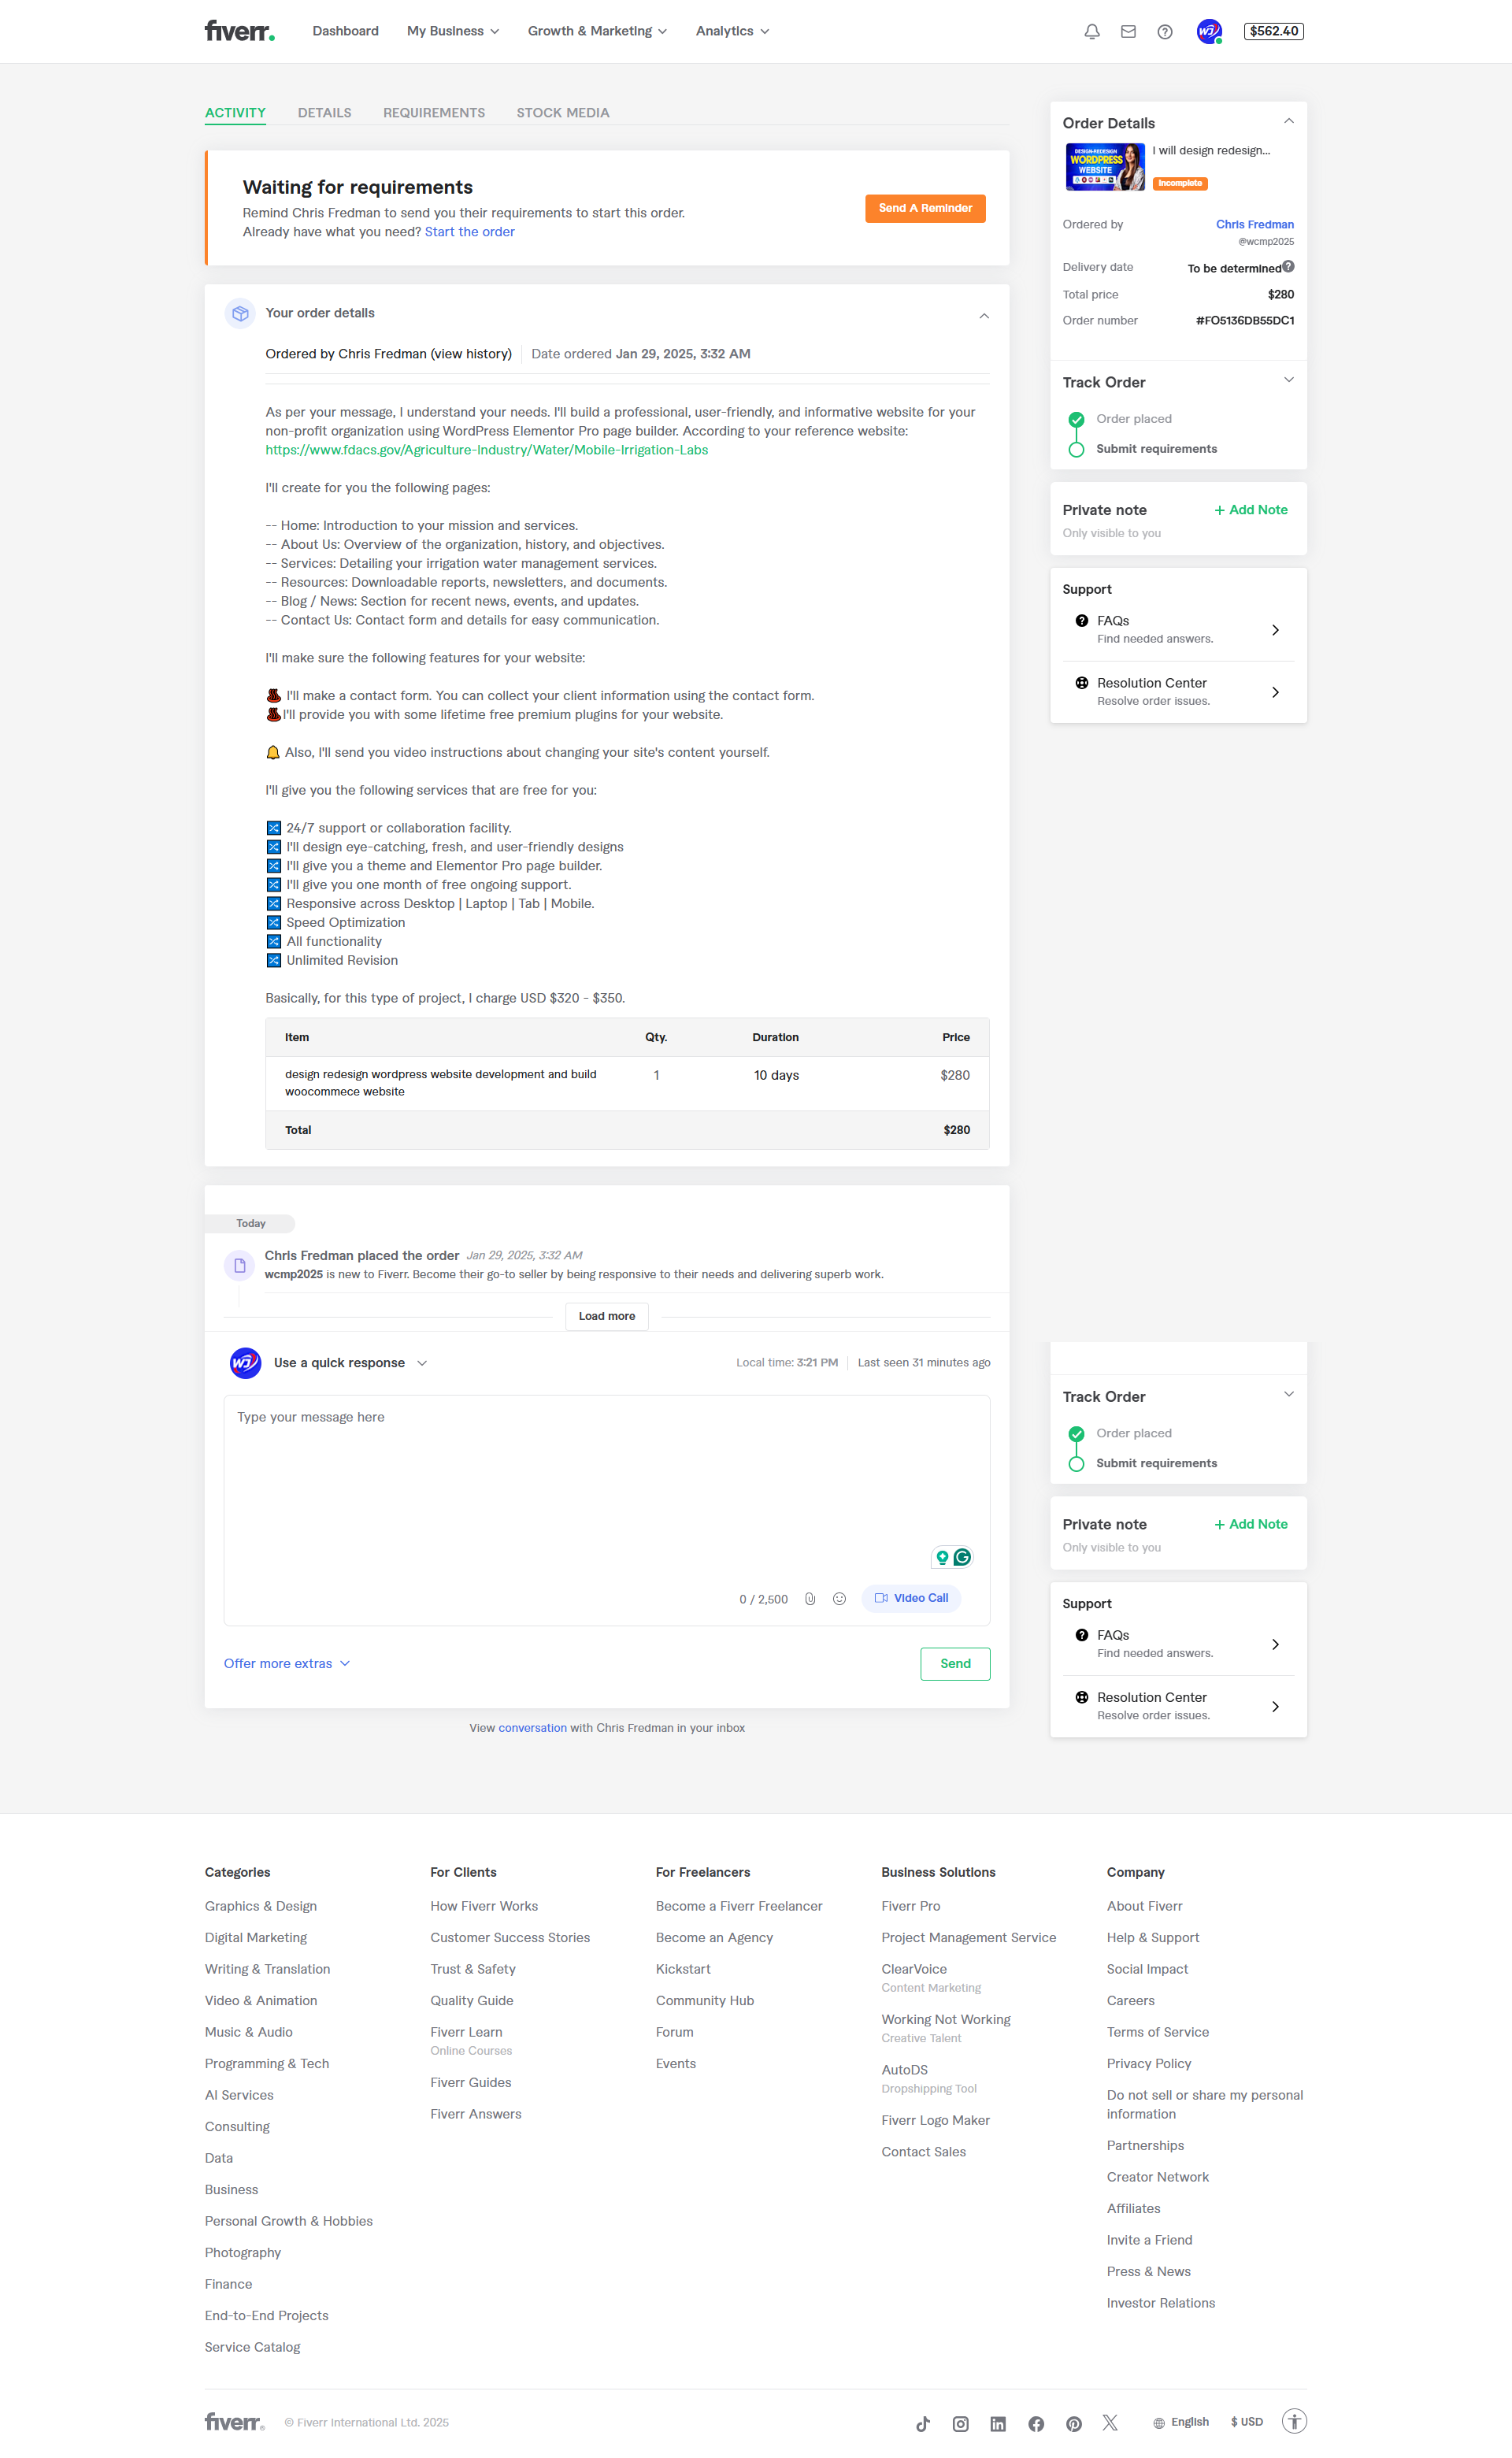 fiverr.
Dashboard
My Business
Growth & Marketing
Analytics
WJ
$562.40
ACTIVITY
DETAILS
REQUIREMENTS
STOCK MEDIA
Waiting for requirements
Remind Chris Fredman to send you their requirements to start this order.
Already have what you need? Start the order
Send A Reminder
Your order details
Ordered by Chris Fredman (view history)
Date ordered Jan 29, 2025, 3:32 AM
As per your message, I understand your needs. I'll build a professional, user-friendly, and informative website for your
non-profit organization using WordPress Elementor Pro page builder. According to your reference website:
https://www.fdacs.gov/Agriculture-Industry/Water/Mobile-Irrigation-Labs
I'll create for you the following pages:
-- Home: Introduction to your mission and services.
-- About Us: Overview of the organization, history, and objectives.
-- Services: Detailing your irrigation water management services.
-- Resources: Downloadable reports, newsletters, and documents.
-- Blog / News: Section for recent news, events, and updates.
-- Contact Us: Contact form and details for easy communication.
I'll make sure the following features for your website:
I'll make a contact form. You can collect your client information using the contact form.
I'll provide you with some lifetime free premium plugins for your website.
🔔 Also, I'll send you video instructions about changing your site's content yourself.
I'll give you the following services that are free for you:
🔀 24/7 support or collaboration facility.
🔀 I'll design eye-catching, fresh, and user-friendly designs
🔀 I'll give you a theme and Elementor Pro page builder.
🔀 I'll give you one month of free ongoing support.
🔀 Responsive across Desktop | Laptop | Tab | Mobile.
🔀 Speed Optimization
🔀 All functionality
🔀 Unlimited Revision
Basically, for this type of project, I charge USD $320 - $350.
Item Qty. Duration Price
design redesign wordpress website development and build
woocommece website
1 10 days $280
Total $280
Today
Chris Fredman placed the order Jan 29, 2025, 3:32 AM
wcmp2025 is new to Fiverr. Become their go-to seller by being responsive to their needs and delivering superb work.
Load more
WJ
Use a quick response
Local time: 3:21 PM
Last seen 31 minutes ago
Type your message here
0 / 2,500
Video Call
Offer more extras
Send
View conversation with Chris Fredman in your inbox
Order Details
DESIGN-REDESIGN
WORDPRESS
WEBSITE
I will design redesign...
Incomplete
Ordered by Chris Fredman
@wcmp2025
Delivery date To be determined
Total price $280
Order number #FO5136DB55DC1
Track Order
Order placed
Submit requirements
Private note
+ Add Note
Only visible to you
Support
FAQs
Find needed answers.
Resolution Center
Resolve order issues.
Track Order
Order placed
Submit requirements
Private note
+ Add Note
Only visible to you
Support
FAQs
Find needed answers.
Resolution Center
Resolve order issues.
Categories
Graphics & Design
Digital Marketing
Writing & Translation
Video & Animation
Music & Audio
Programming & Tech
AI Services
Consulting
Data
Business
Personal Growth & Hobbies
Photography
Finance
End-to-End Projects
Service Catalog
For Clients
How Fiverr Works
Customer Success Stories
Trust & Safety
Quality Guide
Fiverr Learn
Online Courses
Fiverr Guides
Fiverr Answers
For Freelancers
Become a Fiverr Freelancer
Become an Agency
Kickstart
Community Hub
Forum
Events
Business Solutions
Fiverr Pro
Project Management Service
ClearVoice
Content Marketing
Working Not Working
Creative Talent
AutoDS
Dropshipping Tool
Fiverr Logo Maker
Contact Sales
Company
About Fiverr
Help & Support
Social Impact
Careers
Terms of Service
Privacy Policy
Do not sell or share my personal
information
Partnerships
Creator Network
Affiliates
Invite a Friend
Press & News
Investor Relations
fiverr®
© Fiverr International Ltd. 2025
English
$ USD